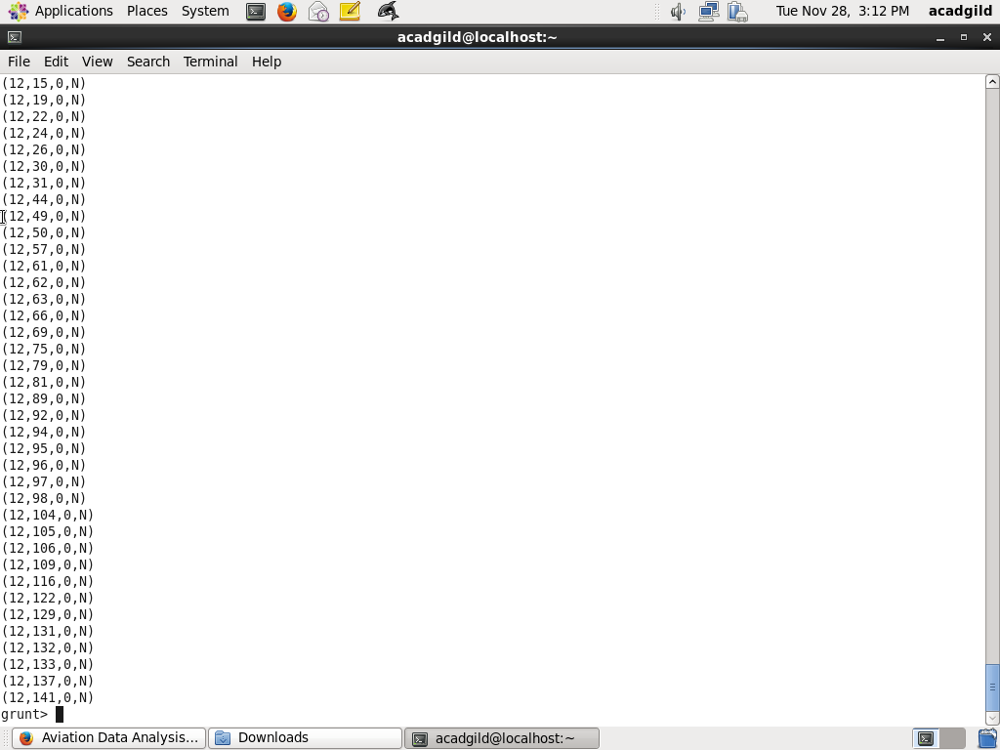 Applications Places System Tue Nov 28, 3:12 PM acadgild
acadgild@localhost:~
File Edit View Search Terminal Help
(12,15,0,N)
(12,19,0,N)
(12,22,0,N)
(12,24,0,N)
(12,26,0,N)
(12,30,0,N)
(12,31,0,N)
(12,44,0,N)
(12,49,0,N)
(12,50,0,N)
(12,57,0,N)
(12,61,0,N)
(12,62,0,N)
(12,63,0,N)
(12,66,0,N)
(12,69,0,N)
(12,75,0,N)
(12,79,0,N)
(12,81,0,N)
(12,89,0,N)
(12,92,0,N)
(12,94,0,N)
(12,95,0,N)
(12,96,0,N)
(12,97,0,N)
(12,98,0,N)
(12,104,0,N)
(12,105,0,N)
(12,106,0,N)
(12,109,0,N)
(12,116,0,N)
(12,122,0,N)
(12,129,0,N)
(12,131,0,N)
(12,132,0,N)
(12,133,0,N)
(12,137,0,N)
(12,141,0,N)
grunt>
Aviation Data Analysis... Downloads acadgild@localhost:~